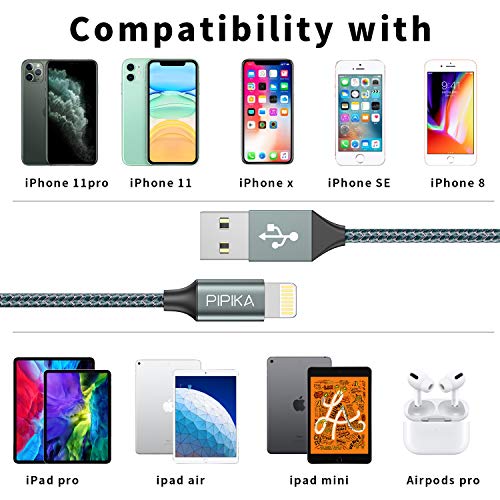 Compatibility with
iPhone 11pro
iPhone 11
iPhone x
iPhone SE
iPhone 8
PIPIKA
iPad pro
ipad air
ipad mini
Airpods pro